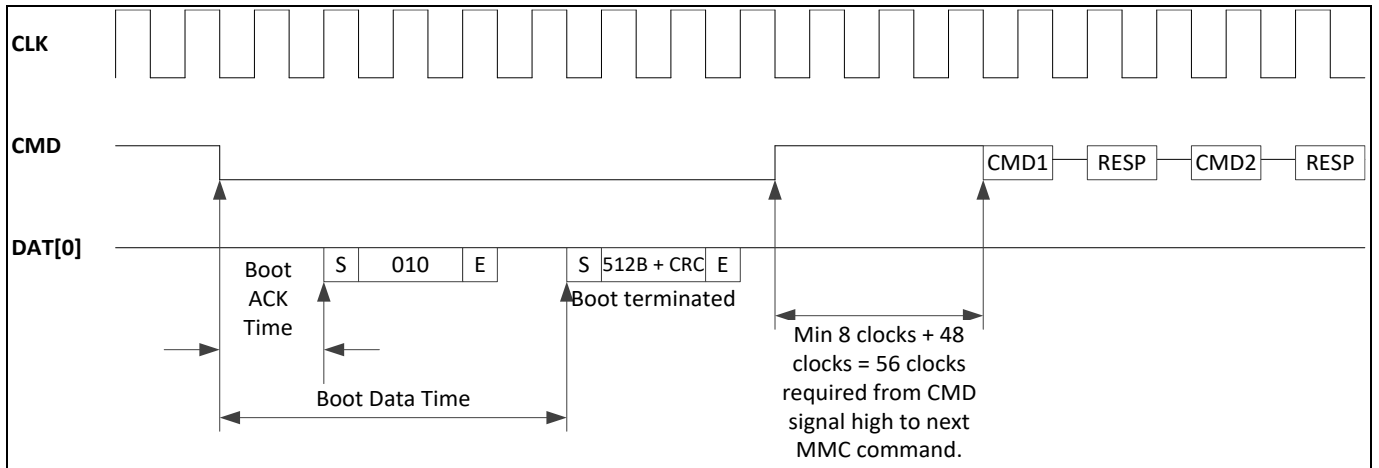 CLK
CMD
CMD1 RESP CMD2 RESP
DAT[0]
S 010 E S 512B + CRC E
Boot
ACK
Time
Boot terminated
Boot Data Time
Min 8 clocks + 48
clocks = 56 clocks
required from CMD
signal high to next
MMC command.